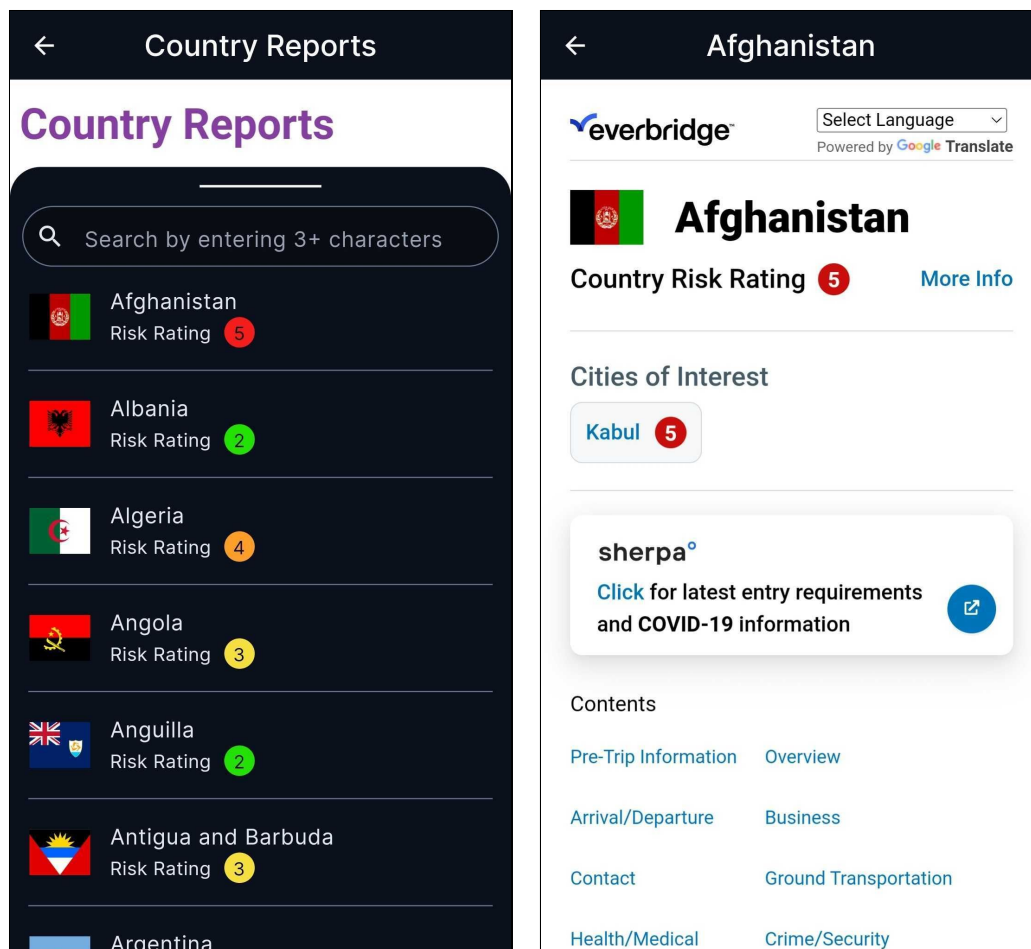 Country Reports
Country Reports
Search by entering 3+ characters
Afghanistan
Risk Rating 5
Albania
Risk Rating 2
Algeria
Risk Rating 4
Angola
Risk Rating 3
Anguilla
Risk Rating 2
Antigua and Barbuda
Risk Rating 3
Argentina
Afghanistan
everbridge™
Select Language
Powered by Google Translate
Afghanistan
Country Risk Rating 5 More Info
Cities of Interest
Kabul 5
sherpa°
Click for latest entry requirements
and COVID-19 information
Contents
Pre-Trip Information Overview
Arrival/Departure Business
Contact Ground Transportation
Health/Medical Crime/Security